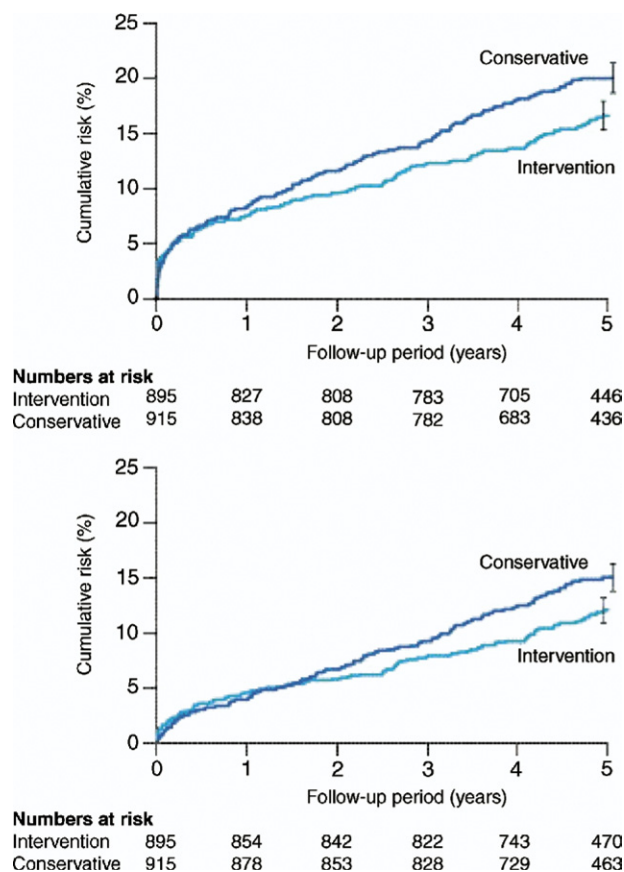 25
20
15
10
5
0
Cumulative risk (%)
Conservative
Intervention
0 1 2 3 4 5
Follow-up period (years)
Numbers at risk
Intervention 895 827 808 783 705 446
Conservative 915 838 808 782 683 436
25
20
15
10
5
0
Cumulative risk (%)
Conservative
Intervention
0 1 2 3 4 5
Follow-up period (years)
Numbers at risk
Intervention 895 854 842 822 743 470
Conservative 915 878 853 828 729 463